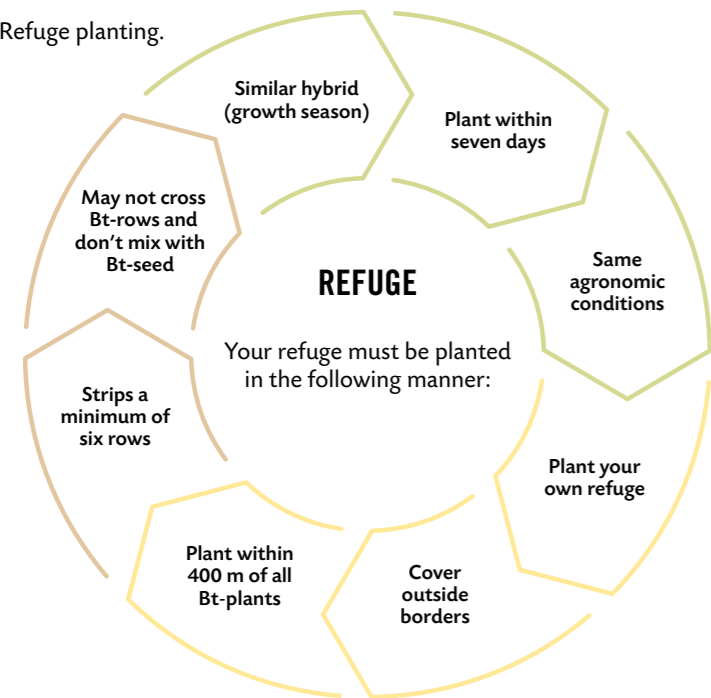 Refuge planting.
Similar hybrid
(growth season)
Plant within
seven days
Same
agronomic
conditions
Plant your
own refuge
Cover
outside
borders
Plant within
400 m of all
Bt-plants
Strips a
minimum of
six rows
May not cross
Bt-rows and
don't mix with
Bt-seed
REFUGE
Your refuge must be planted
in the following manner: